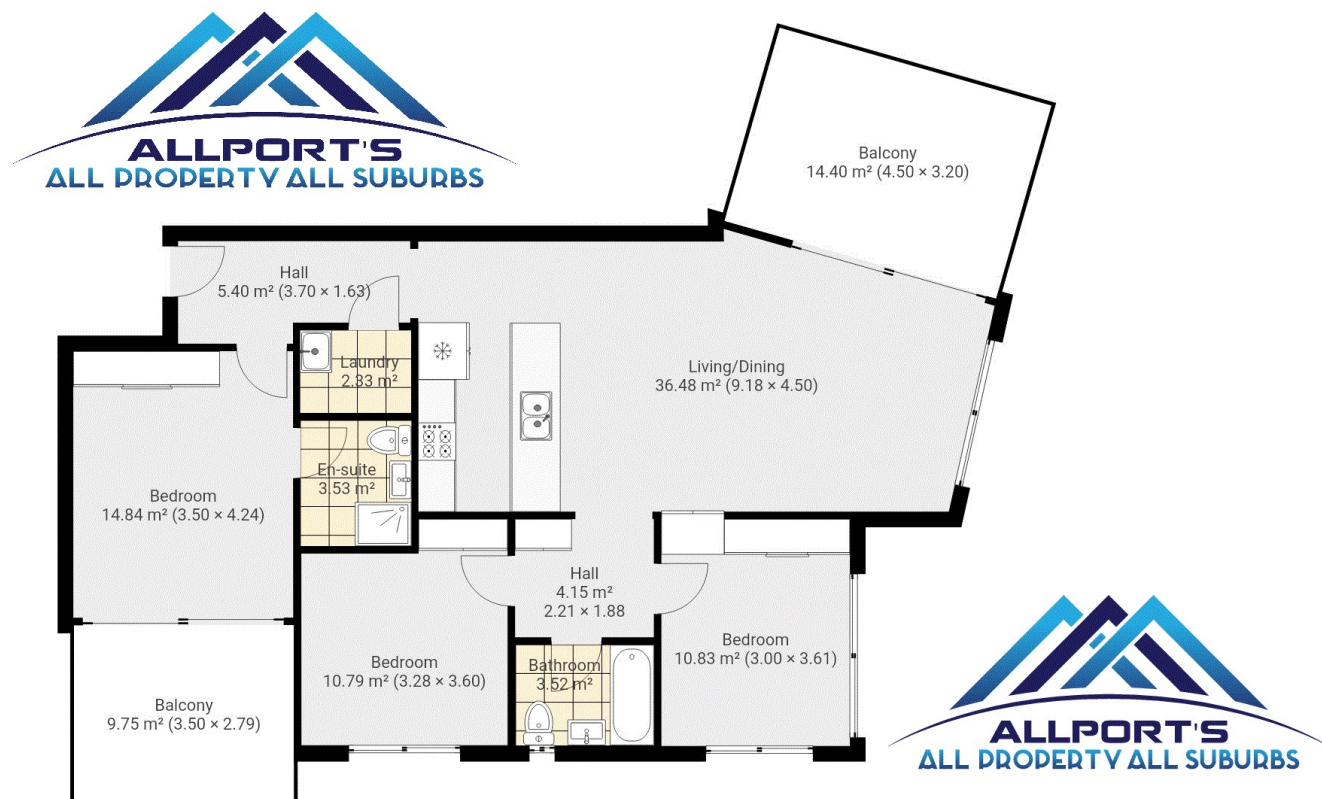 ALLPORT'S
ALL PROPERTY ALL SUBURBS
Balcony
14.40 m² (4.50 × 3.20)
Hall
5.40 m² (3.70 × 1.63)
Laundry
2.33 m²
Living/Dining
36.48 m² (9.18 × 4.50)
En-suite
3.53 m²
Bedroom
14.84 m² (3.50 × 4.24)
Hall
4.15 m²
2.21 × 1.88
Bedroom
10.79 m² (3.28 × 3.60)
Bathroom
3.52 m²
Bedroom
10.83 m² (3.00 × 3.61)
Balcony
9.75 m² (3.50 × 2.79)
ALLPORT'S
ALL PROPERTY ALL SUBURBS